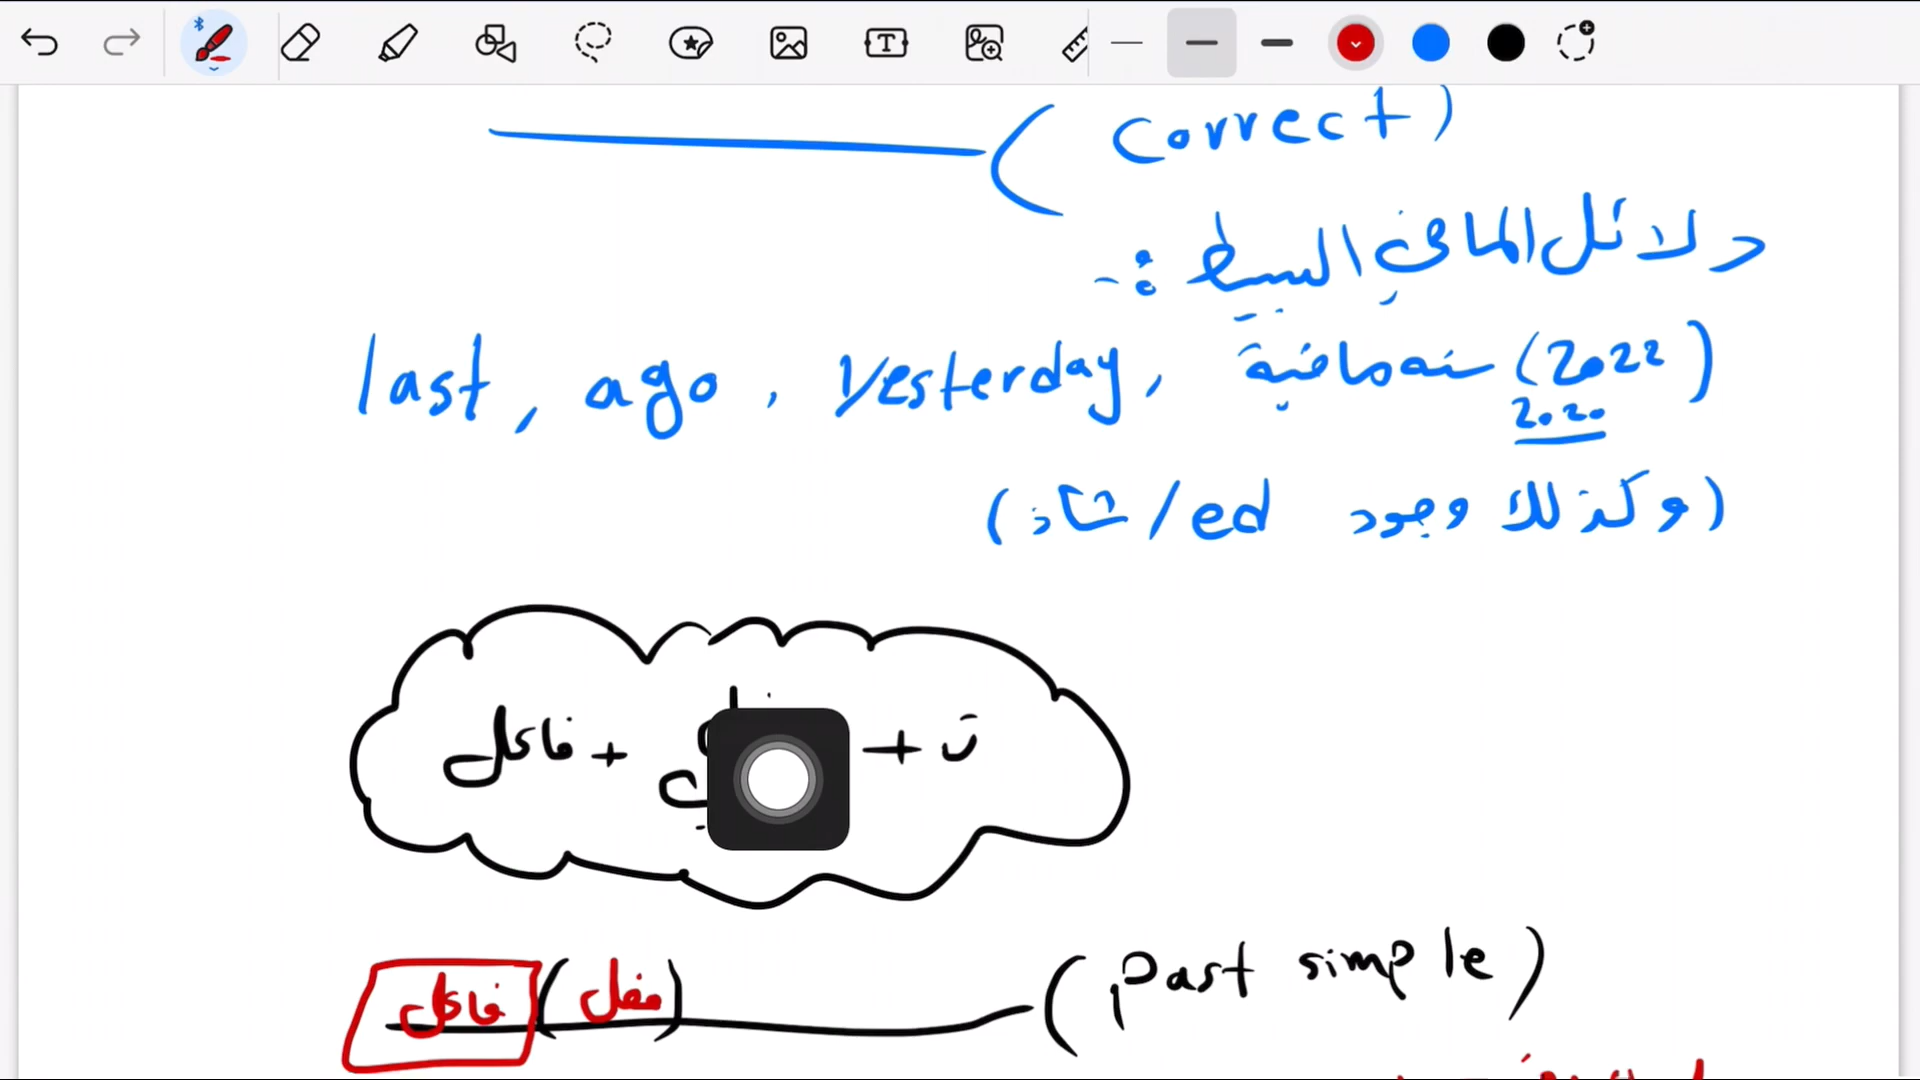 ( correct )
دلائل الماضي البسيط :-
last , ago , Yesterday , سنة ماضية ( 2022 )
2020
( وكذلك وجود ed / شاذ )
فاعل + + ت
فاعل ( فعل ) ( past simple )